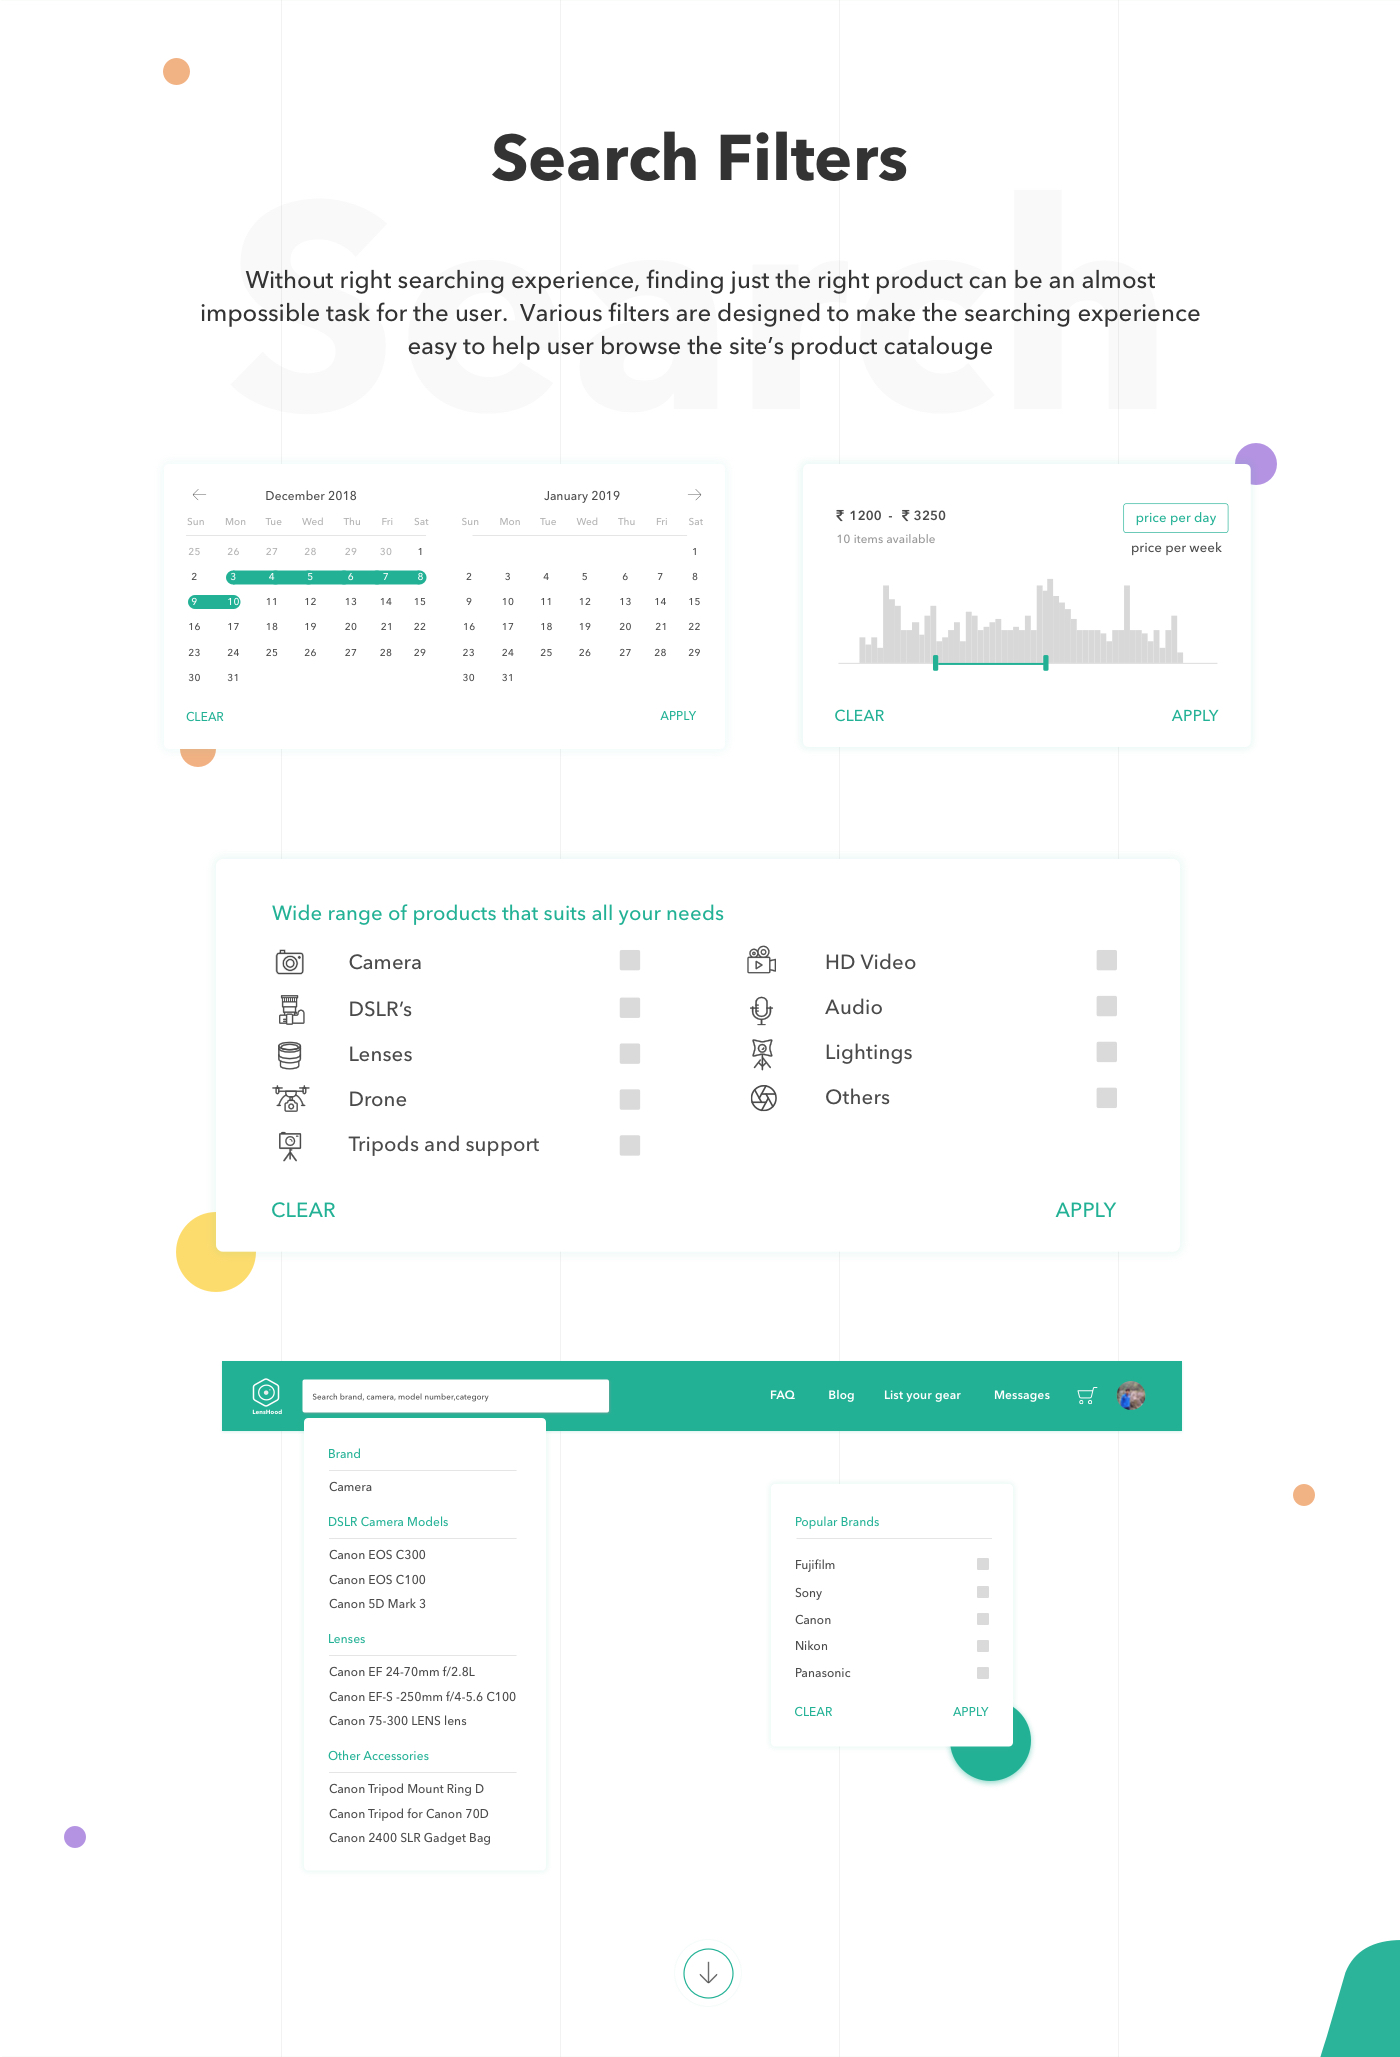 Search Filters
Search
Without right searching experience, finding just the right product can be an almost
impossible task for the user. Various filters are designed to make the searching experience
easy to help user browse the site's product catalouge
December 2018
Sun Mon Tue Wed Thu Fri Sat
25 26 27 28 29 30 1
2 3 4 5 6 7 8
9 10 11 12 13 14 15
16 17 18 19 20 21 22
23 24 25 26 27 28 29
30 31
CLEAR
January 2019
Sun Mon Tue Wed Thu Fri Sat
1
2 3 4 5 6 7 8
9 10 11 12 13 14 15
16 17 18 19 20 21 22
23 24 25 26 27 28 29
30 31
APPLY
₹ 1200 - ₹ 3250
10 items available
price per day
price per week
CLEAR
APPLY
Wide range of products that suits all your needs
Camera
DSLR's
Lenses
Drone
Tripods and support
HD Video
Audio
Lightings
Others
CLEAR
APPLY
LensHood
Search brand, camera, model number,category
FAQ
Blog
List your gear
Messages
Brand
Camera
DSLR Camera Models
Canon EOS C300
Canon EOS C100
Canon 5D Mark 3
Lenses
Canon EF 24-70mm f/2.8L
Canon EF-S -250mm f/4-5.6 C100
Canon 75-300 LENS lens
Other Accessories
Canon Tripod Mount Ring D
Canon Tripod for Canon 70D
Canon 2400 SLR Gadget Bag
Popular Brands
Fujifilm
Sony
Canon
Nikon
Panasonic
CLEAR
APPLY